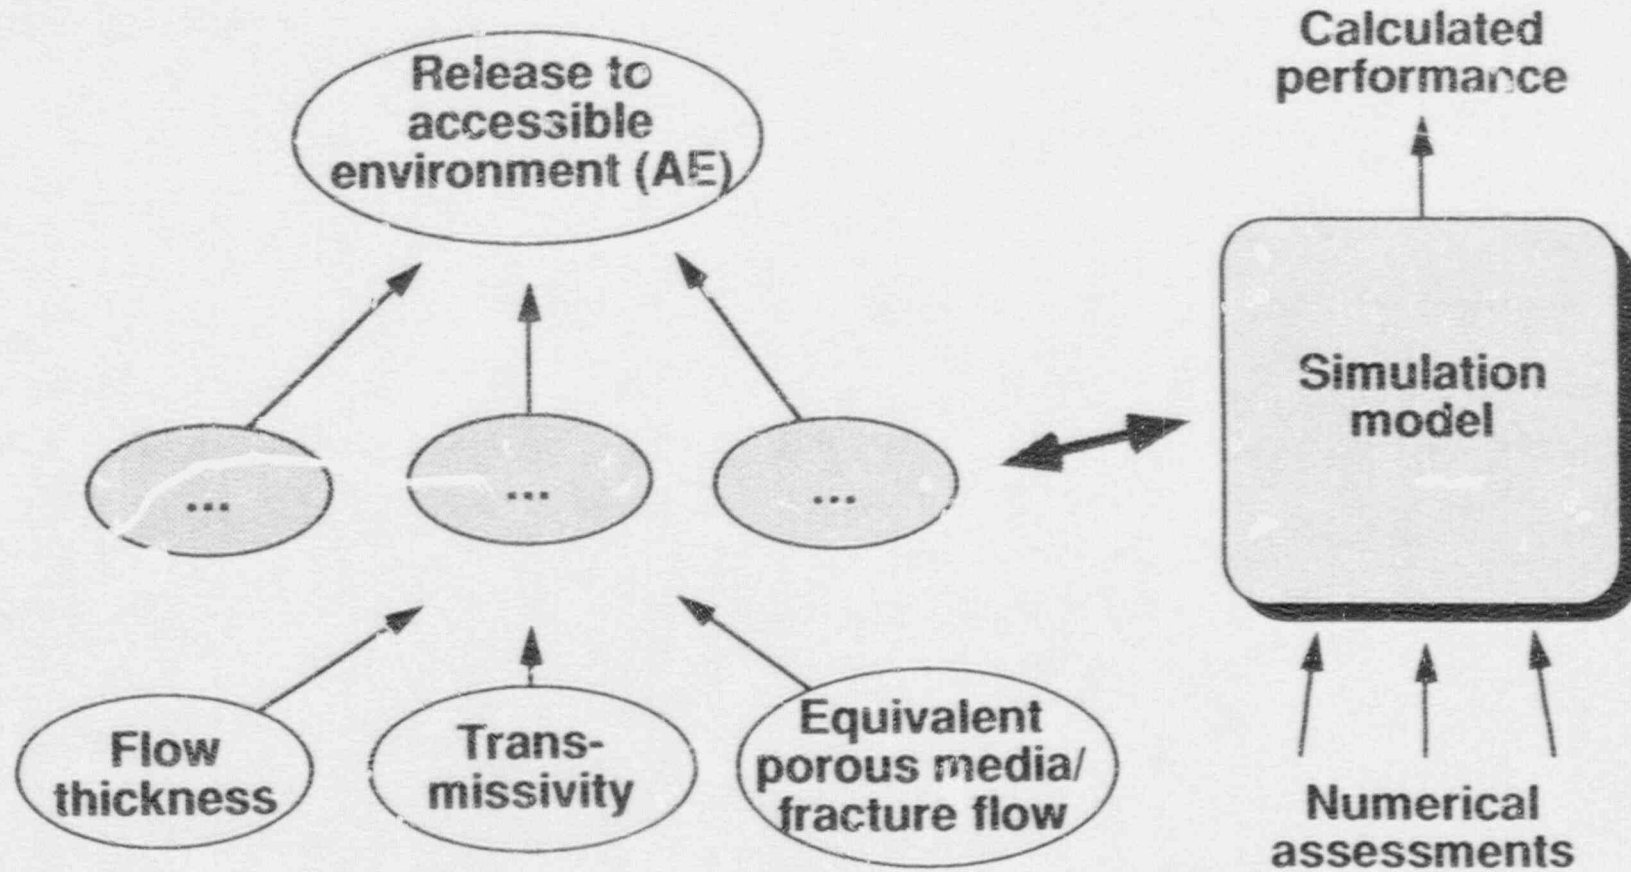 Release to
accessible
environment (AE)
Calculated
performance
...
...
...
Simulation
model
Flow
thickness
Trans-
missivity
Equivalent
porous media/
fracture flow
Numerical
assessments